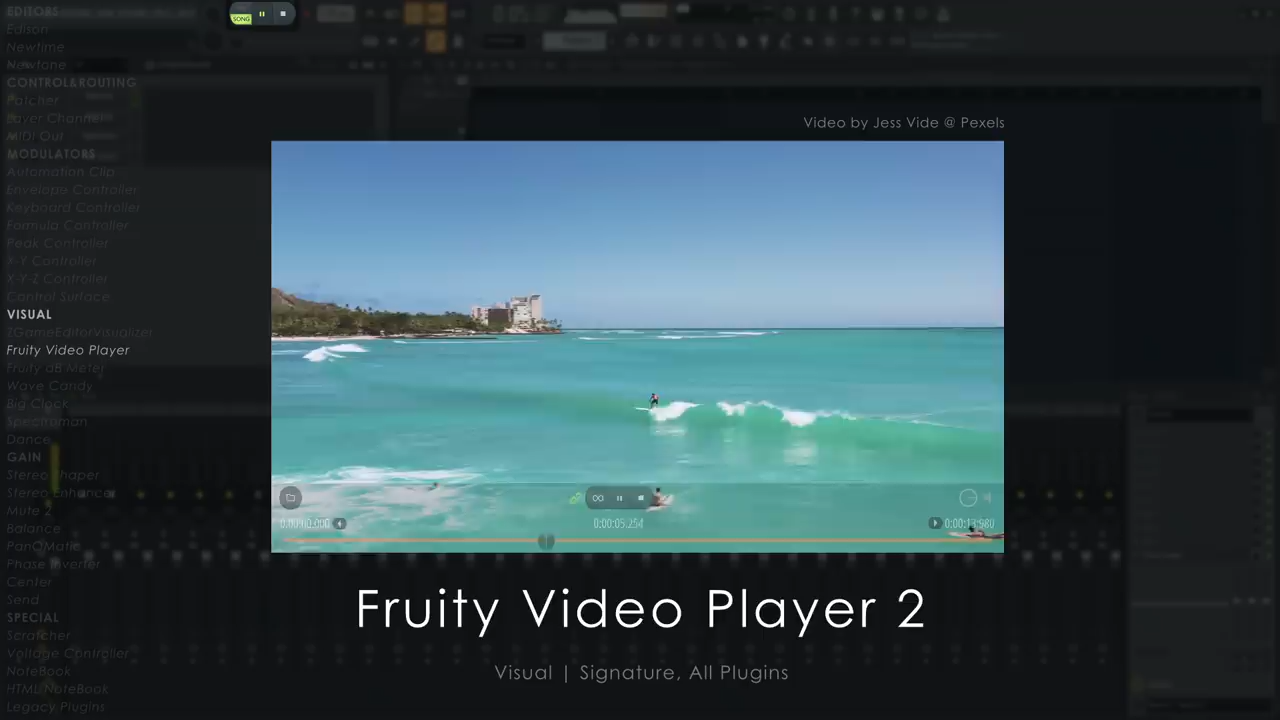 EDITORS
Edison
Newtime
Newtone
CONTROL&ROUTING
Patcher
Layer Channel
MIDI Out
MODULATORS
Automation Clip
Envelope Controller
Keyboard Controller
Formula Controller
Peak Controller
X-Y Controller
X-Y-Z Controller
Control Surface
VISUAL
ZGameEditorVisualizer
Fruity Video Player
Fruity dB Meter
Wave Candy
Big Clock
Spectroman
Dance
GAIN
Stereo Shaper
Stereo Enhancer
Mute 2
Balance
PanOMatic
Phase Inverter
Center
Send
SPECIAL
Scratcher
Voltage Controller
NoteBook
HTML NoteBook
Legacy Plugins
SONG
Video by Jess Vide @ Pexels
0:00:00.000
0:00:05.254
0:00:13.980
Fruity Video Player 2
Visual | Signature, All Plugins